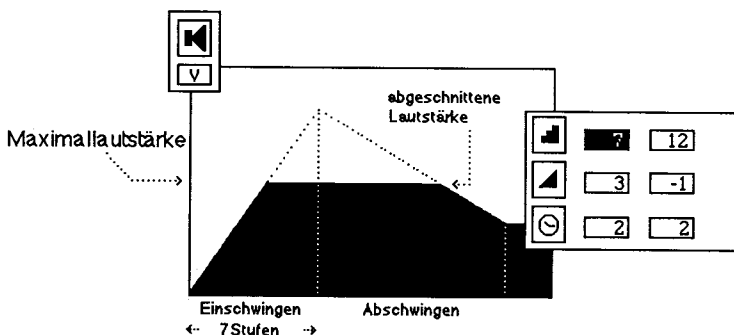 V
abgeschnittene
Lautstärke
Maximallautstärke
7 12
3 -1
2 2
Einschwingen Abschwingen
7 Stufen